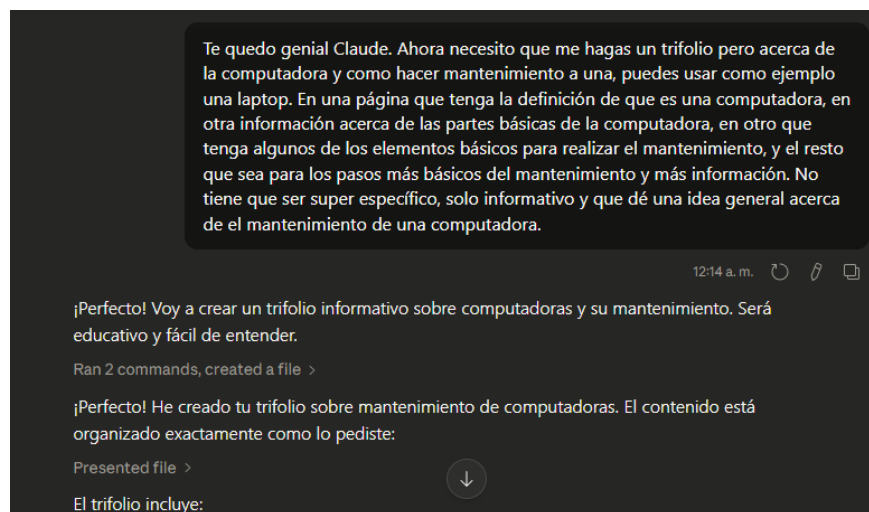 Te quedo genial Claude. Ahora necesito que me hagas un trifolio pero acerca de
la computadora y como hacer mantenimiento a una, puedes usar como ejemplo
una laptop. En una página que tenga la definición de que es una computadora, en
otra información acerca de las partes básicas de la computadora, en otro que
tenga algunos de los elementos básicos para realizar el mantenimiento, y el resto
que sea para los pasos más básicos del mantenimiento y más información. No
tiene que ser super específico, solo informativo y que dé una idea general acerca
de el mantenimiento de una computadora.
12:14 a. m.
¡Perfecto! Voy a crear un trifolio informativo sobre computadoras y su mantenimiento. Será
educativo y fácil de entender.
Ran 2 commands, created a file >
¡Perfecto! He creado tu trifolio sobre mantenimiento de computadoras. El contenido está
organizado exactamente como lo pediste:
Presented file >
El trifolio incluye: